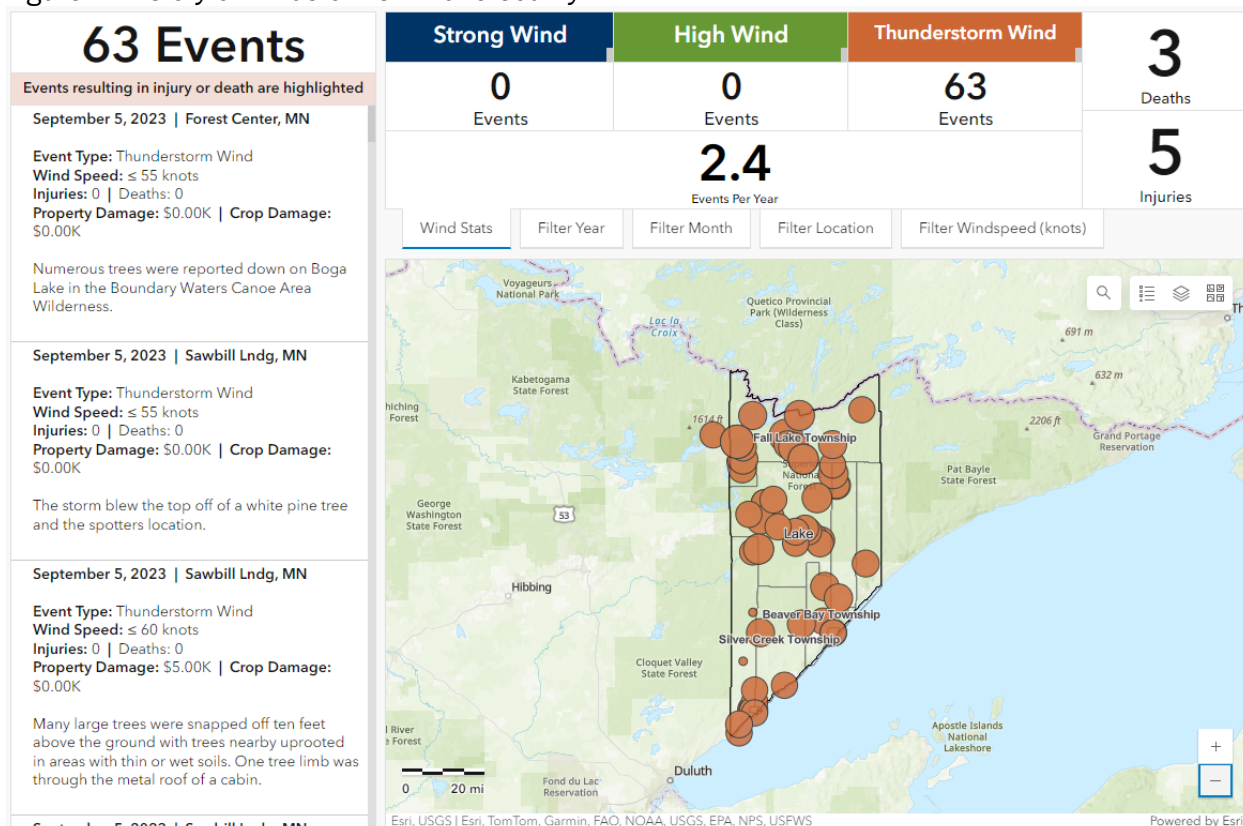 63 Events
Events resulting in injury or death are highlighted
September 5, 2023 | Forest Center, MN
Event Type: Thunderstorm Wind
Wind Speed: ≤ 55 knots
Injuries: 0 | Deaths: 0
Property Damage: $0.00K | Crop Damage:
$0.00K
Numerous trees were reported down on Boga
Lake in the Boundary Waters Canoe Area
Wilderness.
September 5, 2023 | Sawbill Lndg, MN
Event Type: Thunderstorm Wind
Wind Speed: ≤ 55 knots
Injuries: 0 | Deaths: 0
Property Damage: $0.00K | Crop Damage:
$0.00K
The storm blew the top off of a white pine tree
and the spotters location.
September 5, 2023 | Sawbill Lndg, MN
Event Type: Thunderstorm Wind
Wind Speed: ≤ 60 knots
Injuries: 0 | Deaths: 0
Property Damage: $5.00K | Crop Damage:
$0.00K
Many large trees were snapped off ten feet
above the ground with trees nearby uprooted
in areas with thin or wet soils. One tree limb was
through the metal roof of a cabin.
Strong Wind
0
Events
High Wind
0
Events
Thunderstorm Wind
63
Events
3
Deaths
5
Injuries
2.4
Events Per Year
Wind Stats
Filter Year
Filter Month
Filter Location
Filter Windspeed (knots)
Voyageurs
National Park
Lac la
Croix
Quetico Provincial
Park (Wilderness
Class)
Th
691 m
632 m
Kabetogama
State Forest
hiching
Forest
1614 ft
2206 ft
Fall Lake Township
Grand Portage
Reservation
National
Pat Bayle
State Forest
George
Washington
State Forest
53
Lake
Hibbing
Beaver Bay Township
Silver Creek Township
Cloquet Valley
State Forest
l River
e Forest
Apostle Islands
National
Lakeshore
Duluth
Fond du Lac
Reservation
0 20 mi
+
−
Esri, USGS | Esri, TomTom, Garmin, FAO, NOAA, USGS, EPA, NPS, USFWS
Powered by Esri